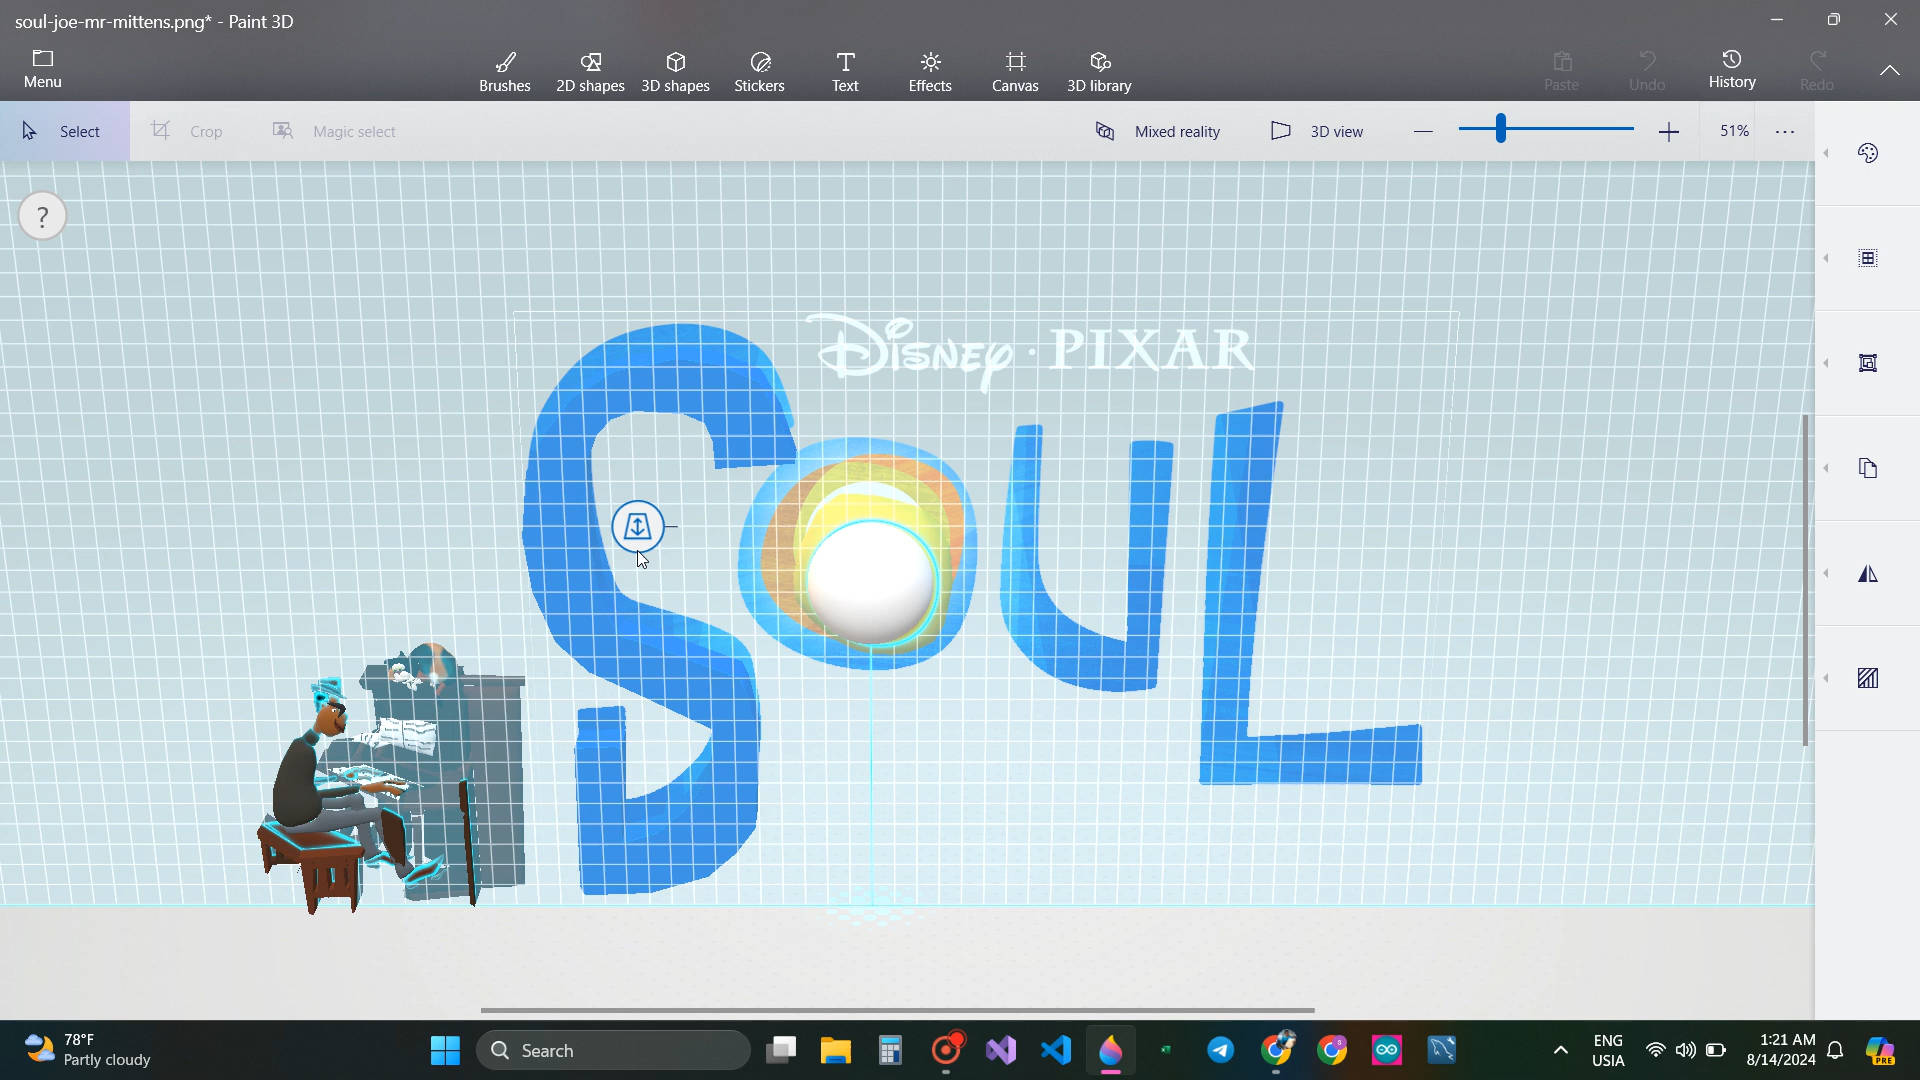 soul-joe-mr-mittens.png* - Paint 3D
Menu
Brushes
2D shapes
3D shapes
Stickers
Text
Effects
Canvas
3D library
Paste
Undo
History
Redo
Select
Crop
Magic select
Mixed reality
3D view
51%
?
DISNEY · PIXAR
SOUL
78°F
Partly cloudy
Search
PRE
ENG
USIA
1:21 AM
8/14/2024